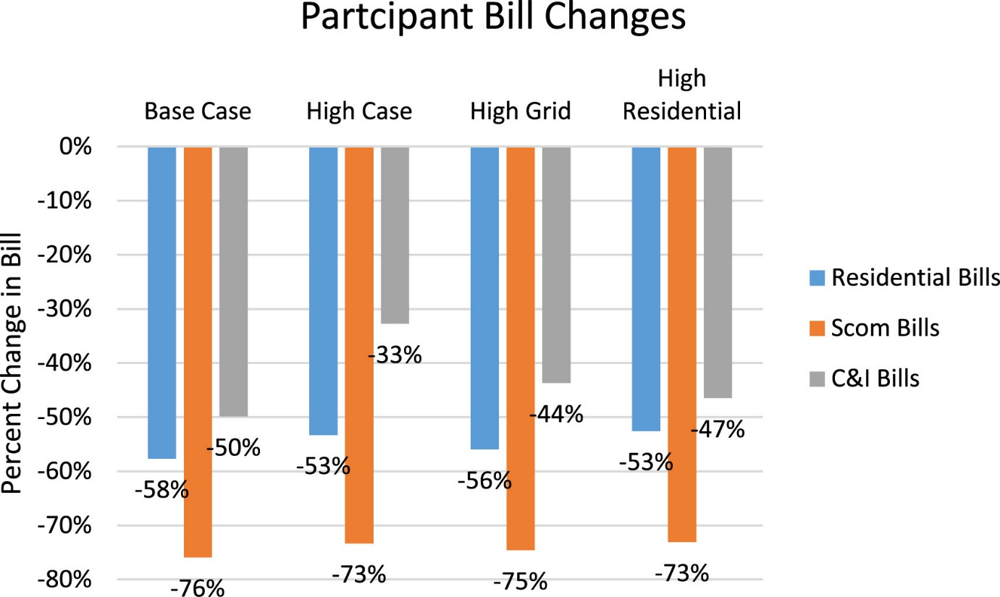 Partcipant Bill Changes
Base Case
High Case
High Grid
High
Residential
0%
-10%
-20%
-30%
-40%
-50%
-60%
-70%
-80%
Percent Change in Bill
-58%
-76%
-50%
-53%
-73%
-33%
-56%
-75%
-44%
-53%
-73%
-47%
Residential Bills
Scom Bills
C&I Bills